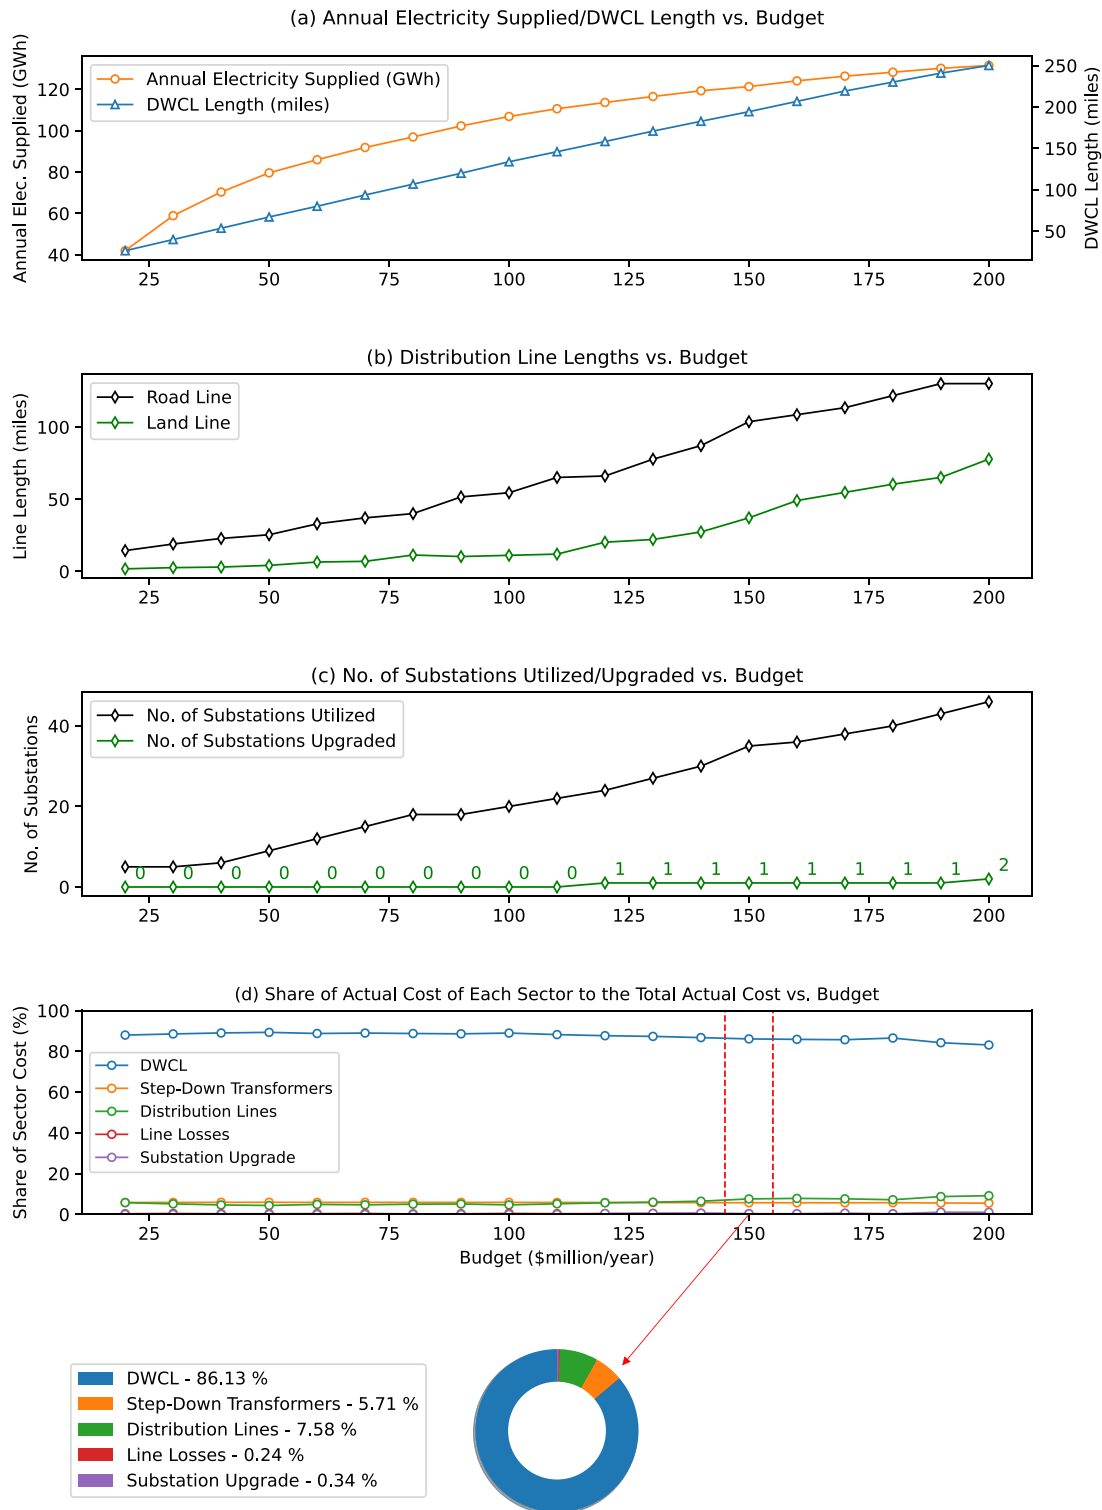 (a) Annual Electricity Supplied/DWCL Length vs. Budget
Annual Elec. Supplied (GWh)
120
100
80
60
40
Annual Electricity Supplied (GWh)
DWCL Length (miles)
250
200
150
100
50
DWCL Length (miles)
25 50 75 100 125 150 175 200
(b) Distribution Line Lengths vs. Budget
Line Length (miles)
100
50
0
Road Line
Land Line
25 50 75 100 125 150 175 200
(c) No. of Substations Utilized/Upgraded vs. Budget
No. of Substations
40
20
0
No. of Substations Utilized
No. of Substations Upgraded
0 0 0 0 0 0 0 0 0 0 1 1 1 1 1 1 1 1 2
25 50 75 100 125 150 175 200
(d) Share of Actual Cost of Each Sector to the Total Actual Cost vs. Budget
Share of Sector Cost (%)
100
80
60
40
20
0
DWCL
Step-Down Transformers
Distribution Lines
Line Losses
Substation Upgrade
25 50 75 100 125 150 175 200
Budget ($million/year)
DWCL - 86.13 %
Step-Down Transformers - 5.71 %
Distribution Lines - 7.58 %
Line Losses - 0.24 %
Substation Upgrade - 0.34 %